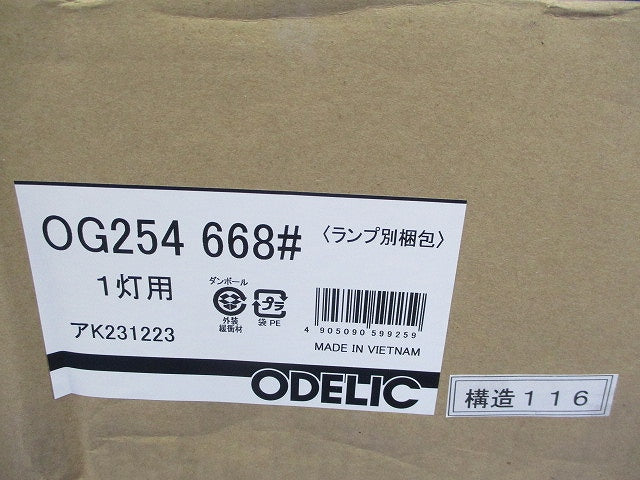 OG254 668# 〈ランプ別梱包〉
1灯用
ダンボール
外装
緩衝材
プラ
袋 PE
アK231223
4 905090 599259
MADE IN VIETNAM
ODELIC
構造116